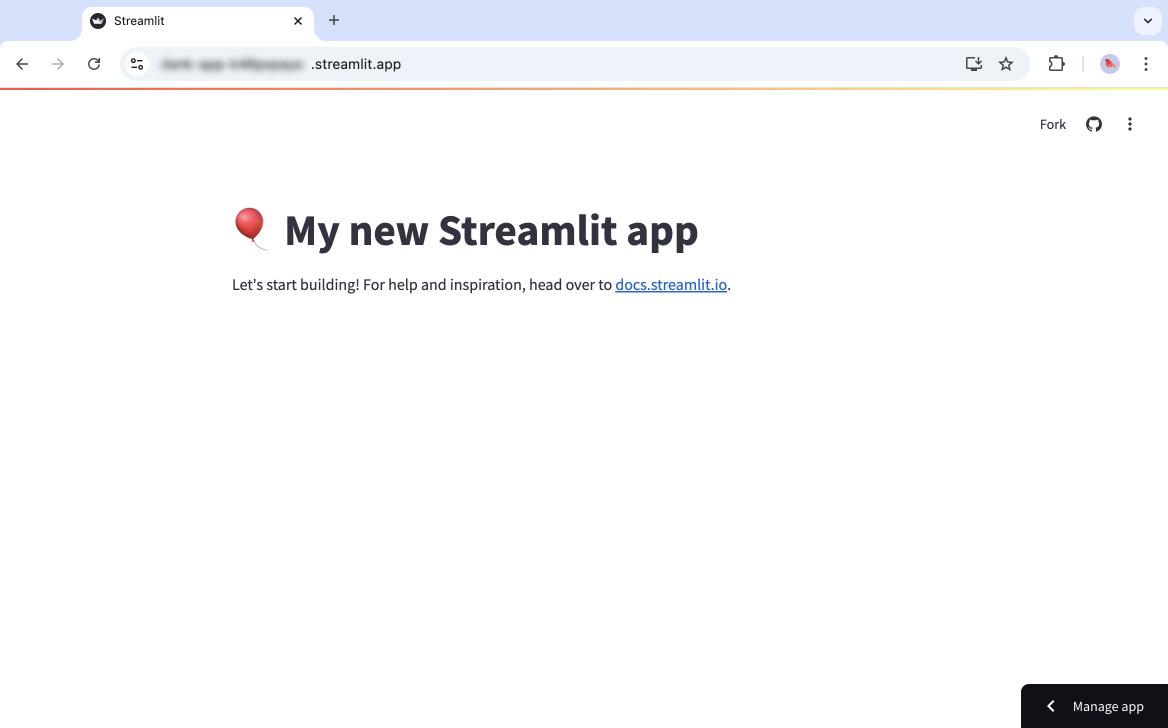 Streamlit
.streamlit.app
Fork
My new Streamlit app
Let's start building! For help and inspiration, head over to docs.streamlit.io.
Manage app